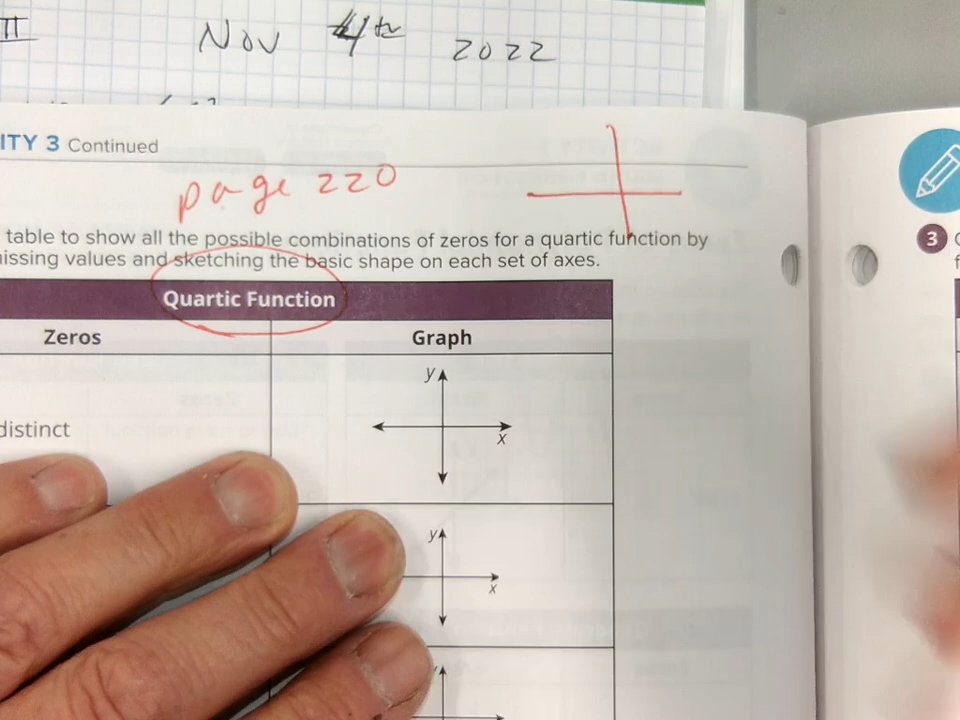 II
Nov 4th 2022
ITY 3 Continued
page 220
table to show all the possible combinations of zeros for a quartic function by
issing values and sketching the basic shape on each set of axes.
Quartic Function
Zeros
Graph
y
x
distinct
y
x
y
3